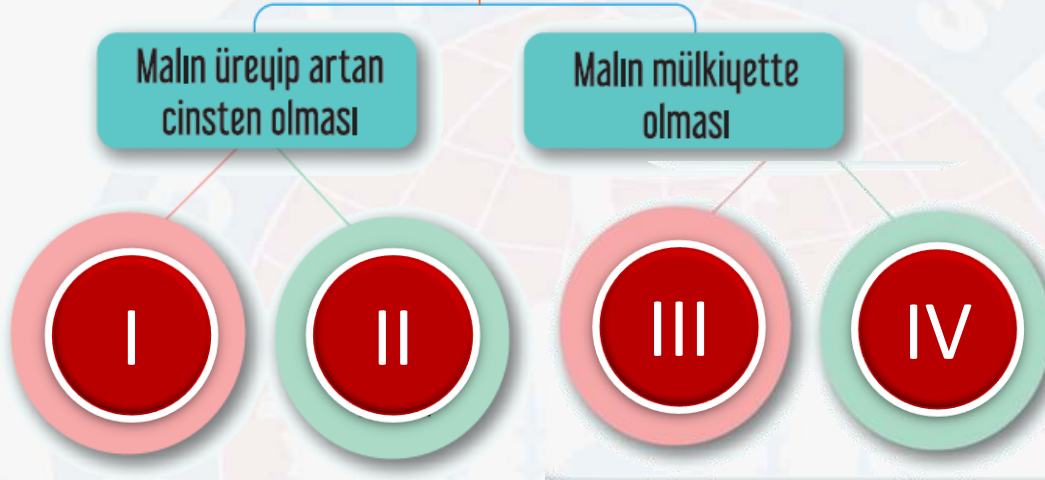 Malın üreyip artan
cinsten olması
Malın mülkiyette
olması
I
II
III
IV